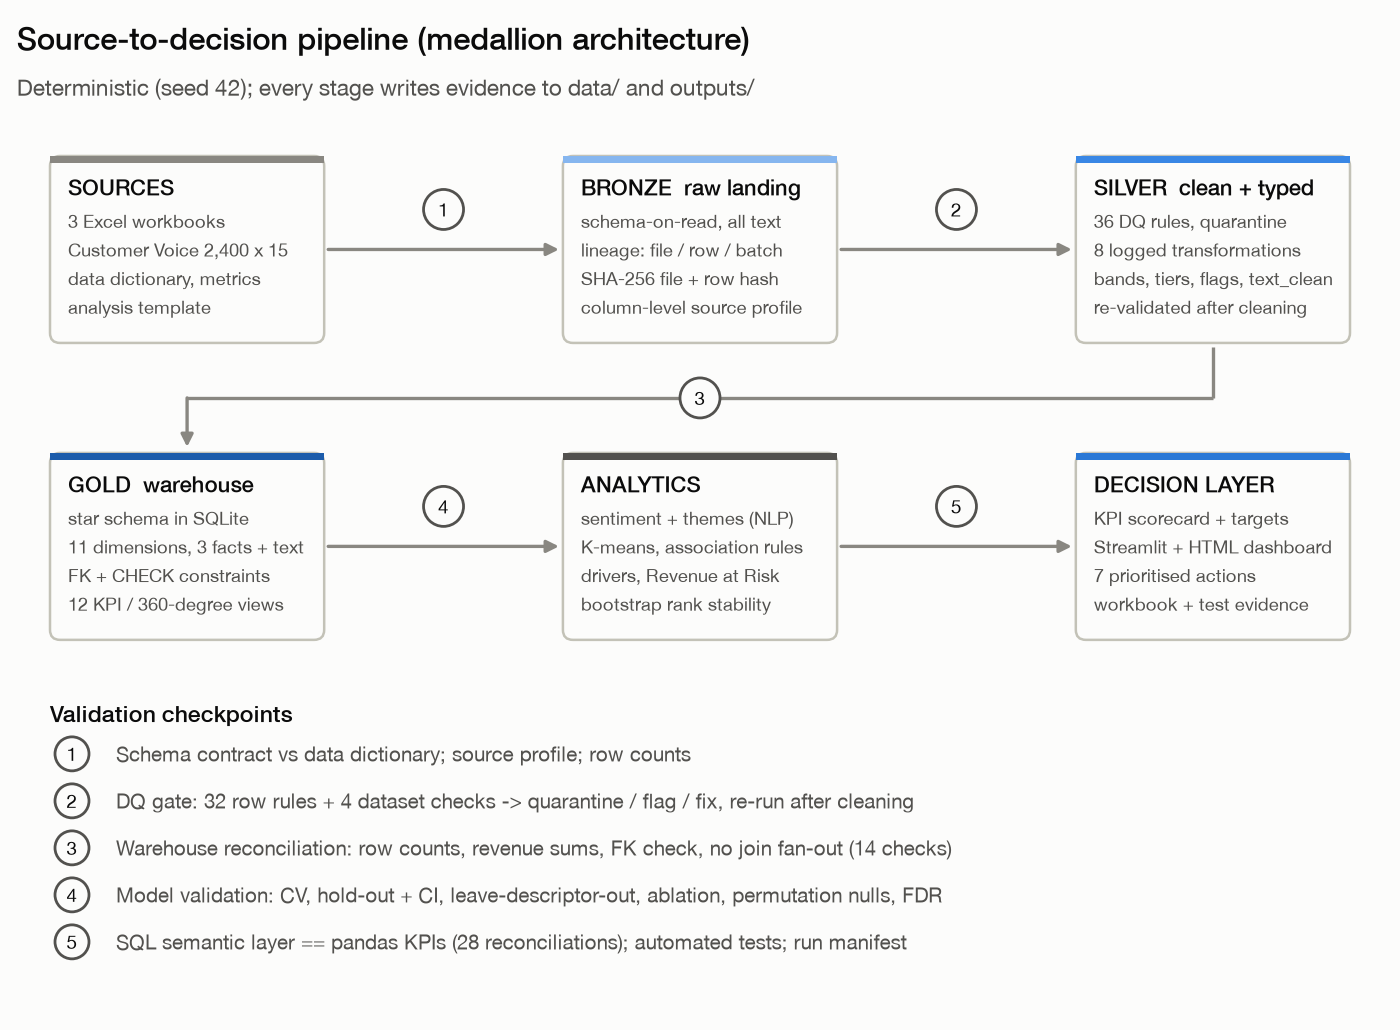 Source-to-decision pipeline (medallion architecture)
Deterministic (seed 42); every stage writes evidence to data/ and outputs/
SOURCES
3 Excel workbooks
Customer Voice 2,400 x 15
data dictionary, metrics
analysis template
1
BRONZE raw landing
schema-on-read, all text
lineage: file / row / batch
SHA-256 file + row hash
column-level source profile
2
SILVER clean + typed
36 DQ rules, quarantine
8 logged transformations
bands, tiers, flags, text_clean
re-validated after cleaning
3
GOLD warehouse
star schema in SQLite
11 dimensions, 3 facts + text
FK + CHECK constraints
12 KPI / 360-degree views
4
ANALYTICS
sentiment + themes (NLP)
K-means, association rules
drivers, Revenue at Risk
bootstrap rank stability
5
DECISION LAYER
KPI scorecard + targets
Streamlit + HTML dashboard
7 prioritised actions
workbook + test evidence
Validation checkpoints
1 Schema contract vs data dictionary; source profile; row counts
2 DQ gate: 32 row rules + 4 dataset checks -> quarantine / flag / fix, re-run after cleaning
3 Warehouse reconciliation: row counts, revenue sums, FK check, no join fan-out (14 checks)
4 Model validation: CV, hold-out + CI, leave-descriptor-out, ablation, permutation nulls, FDR
5 SQL semantic layer == pandas KPIs (28 reconciliations); automated tests; run manifest